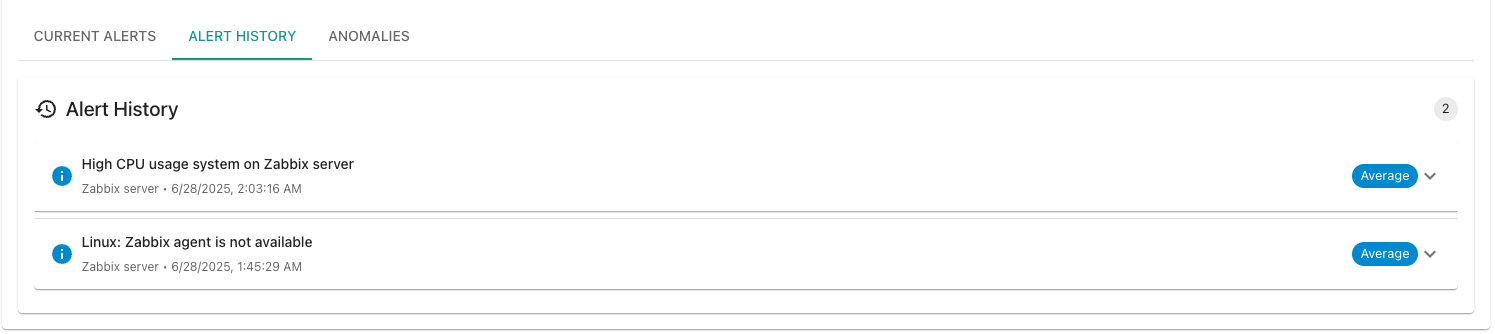 CURRENT ALERTS ALERT HISTORY ANOMALIES
Alert History 2
High CPU usage system on Zabbix server
Zabbix server • 6/28/2025, 2:03:16 AM
Average
Linux: Zabbix agent is not available
Zabbix server • 6/28/2025, 1:45:29 AM
Average